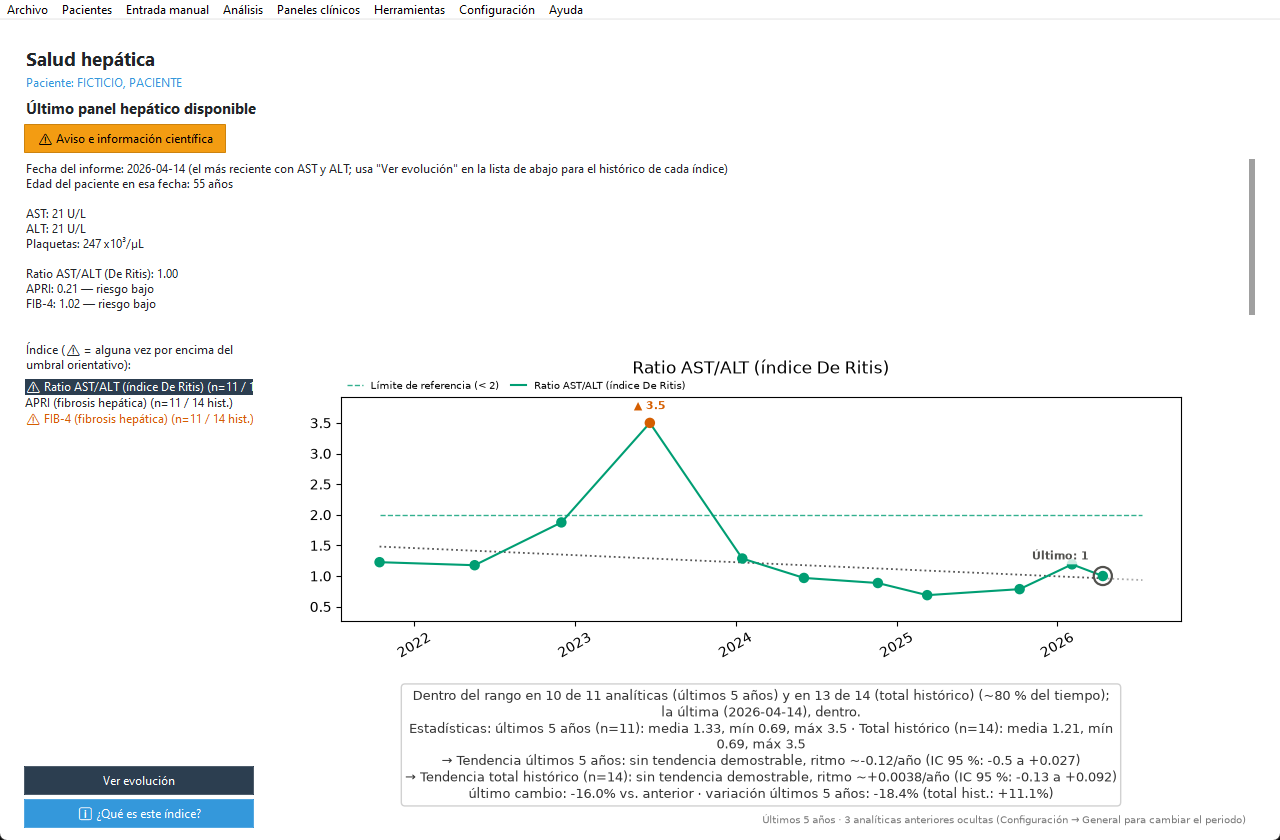 Archivo Pacientes Entrada manual Análisis Paneles clínicos Herramientas Configuración Ayuda
Salud hepática
Paciente: FICTICIO, PACIENTE
Último panel hepático disponible
⚠ Aviso e información científica
Fecha del informe: 2026-04-14 (el más reciente con AST y ALT; usa "Ver evolución" en la lista de abajo para el histórico de cada índice)
Edad del paciente en esa fecha: 55 años
AST: 21 U/L
ALT: 21 U/L
Plaquetas: 247 x10³/µL
Ratio AST/ALT (De Ritis): 1.00
APRI: 0.21 — riesgo bajo
FIB-4: 1.02 — riesgo bajo
Índice (⚠ = alguna vez por encima del
umbral orientativo):
⚠ Ratio AST/ALT (índice De Ritis) (n=11 / 1
APRI (fibrosis hepática) (n=11 / 14 hist.)
⚠ FIB-4 (fibrosis hepática) (n=11 / 14 hist.)
Ratio AST/ALT (índice De Ritis)
Límite de referencia (< 2) Ratio AST/ALT (índice De Ritis)
▲ 3.5
3.5
3.0
2.5
2.0
1.5
Último: 1
1.0
0.5
2022 2023 2024 2025 2026
Dentro del rango en 10 de 11 analíticas (últimos 5 años) y en 13 de 14 (total histórico) (~80 % del tiempo);
la última (2026-04-14), dentro.
Estadísticas: últimos 5 años (n=11): media 1.33, mín 0.69, máx 3.5 · Total histórico (n=14): media 1.21, mín
0.69, máx 3.5
→ Tendencia últimos 5 años: sin tendencia demostrable, ritmo ~-0.12/año (IC 95 %: -0.5 a +0.027)
→ Tendencia total histórico (n=14): sin tendencia demostrable, ritmo ~+0.0038/año (IC 95 %: -0.13 a +0.092)
último cambio: -16.0% vs. anterior · variación últimos 5 años: -18.4% (total hist.: +11.1%)
Ver evolución
ℹ ¿Qué es este índice?
Últimos 5 años · 3 analíticas anteriores ocultas (Configuración → General para cambiar el periodo)